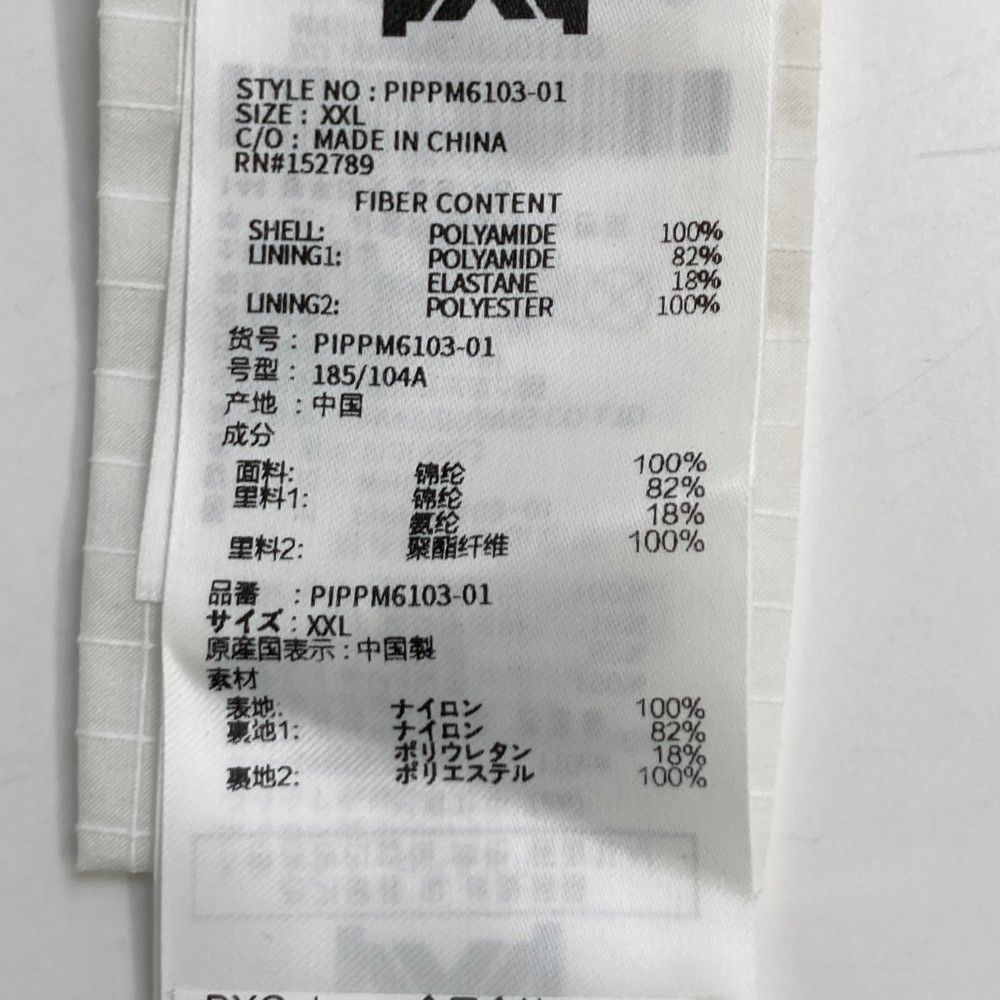 STYLE NO : PIPPM6103-01
SIZE : XXL
C/O : MADE IN CHINA
RN#152789
FIBER CONTENT
SHELL: POLYAMIDE 100%
LINING1: POLYAMIDE 82%
ELASTANE 18%
LINING2: POLYESTER 100%
货号 : PIPPM6103-01
号型 : 185/104A
产地 : 中国
成分
面料: 锦纶 100%
里料1: 锦纶 82%
氨纶 18%
里料2: 聚酯纤维 100%
品番 : PIPPM6103-01
サイズ : XXL
原産国表示 : 中国製
素材
表地: ナイロン 100%
裏地1: ナイロン 82%
ポリウレタン 18%
裏地2: ポリエステル 100%